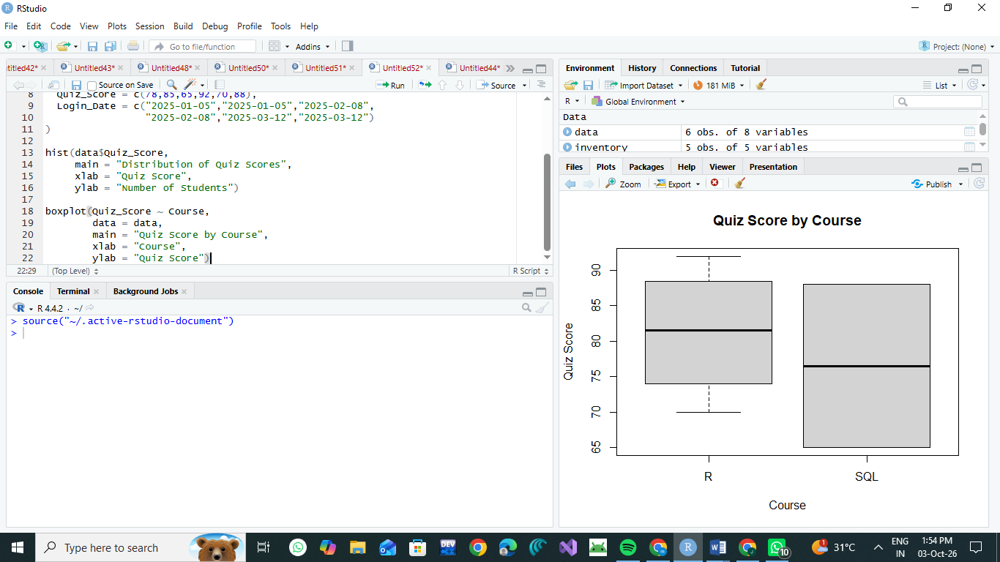 RStudio
File Edit Code View Plots Session Build Debug Profile Tools Help
Go to file/function Addins Project: (None)
ntitled42* Untitled43* Untitled48* Untitled50* Untitled51* Untitled52* Untitled44*
Source on Save Run Source
8 Quiz_Score = c(78,85,65,92,70,88),
9 Login_Date = c("2025-01-05","2025-01-05","2025-02-08",
10 "2025-02-08","2025-03-12","2025-03-12")
11 )
12
13 hist(data$Quiz_Score,
14 main = "Distribution of Quiz Scores",
15 xlab = "Quiz Score",
16 ylab = "Number of Students")
17
18 boxplot(Quiz_Score ~ Course,
19 data = data,
20 main = "Quiz Score by Course",
21 xlab = "Course",
22 ylab = "Quiz Score")
22:29 (Top Level) R Script
Console Terminal Background Jobs
R 4.4.2 · ~/
> source("~/.active-rstudio-document")
>
Environment History Connections Tutorial
Import Dataset 181 MiB List
R Global Environment
Data
data 6 obs. of 8 variables
inventory 5 obs. of 5 variables
Files Plots Packages Help Viewer Presentation
Zoom Export Publish
Quiz Score by Course
Quiz Score
90
85
80
75
70
65
R SQL
Course
Type here to search
DEV
10
1
31°C
ENG
IN
1:54 PM
03-Oct-26